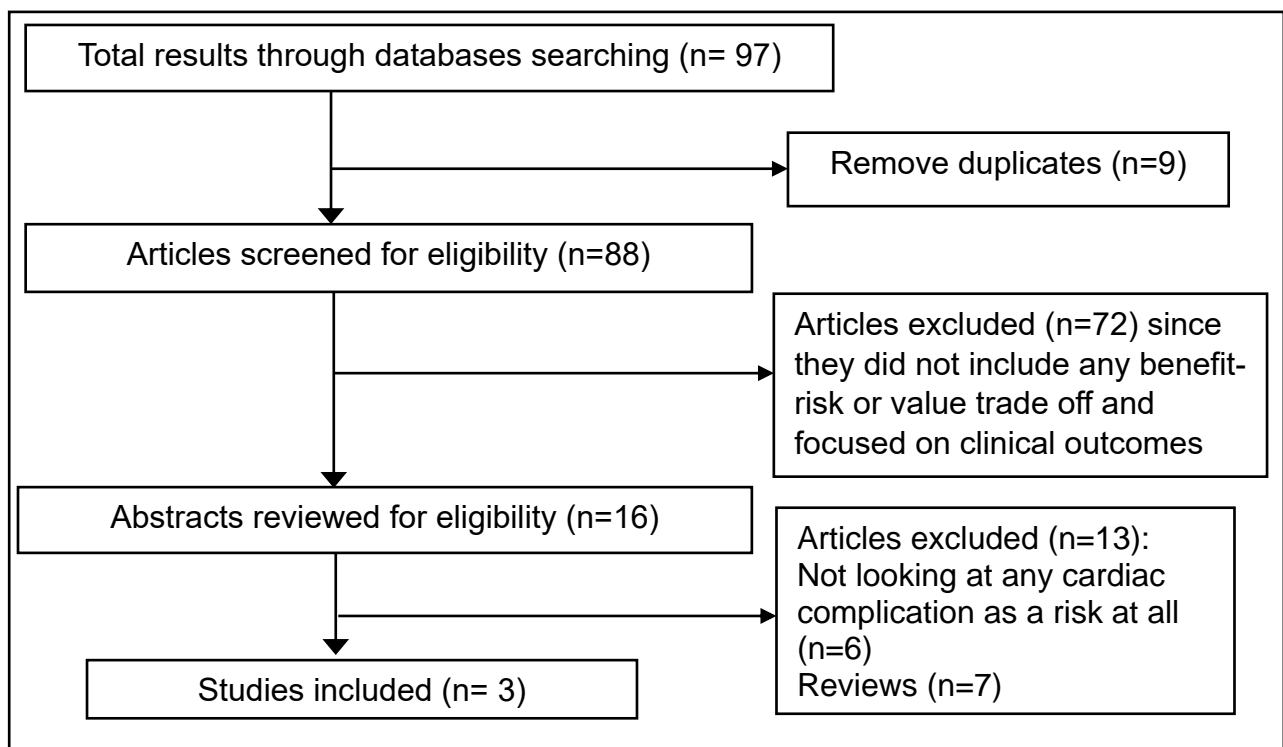 Total results through databases searching (n= 97)
Remove duplicates (n=9)
Articles screened for eligibility (n=88)
Articles excluded (n=72) since
they did not include any benefit-
risk or value trade off and
focused on clinical outcomes
Abstracts reviewed for eligibility (n=16)
Articles excluded (n=13):
Not looking at any cardiac
complication as a risk at all
(n=6)
Reviews (n=7)
Studies included (n= 3)